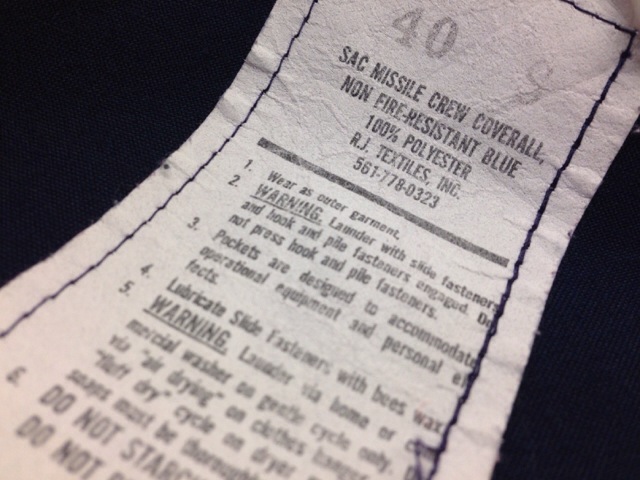 40 S
SAC MISSILE CREW COVERALL,
NON FIRE-RESISTANT BLUE
100% POLYESTER
R.J. TEXTILES, INC.
561-778-0323
1. Wear as outer garment.
2. WARNING. Launder with slide fasteners
and hook and pile fasteners engaged. Do
not press hook and pile fasteners.
3. Pockets are designed to accommodate
operational equipment and personal ef
fects.
4. Lubricate Slide Fasteners with bees wax.
5. WARNING. Launder via home or c
mercial washer on gentle cycle only. D
via "air drying" on clothes
"fluff dry" cycle on dryer
soaps must be
6. DO NOT STARC
DO NOT